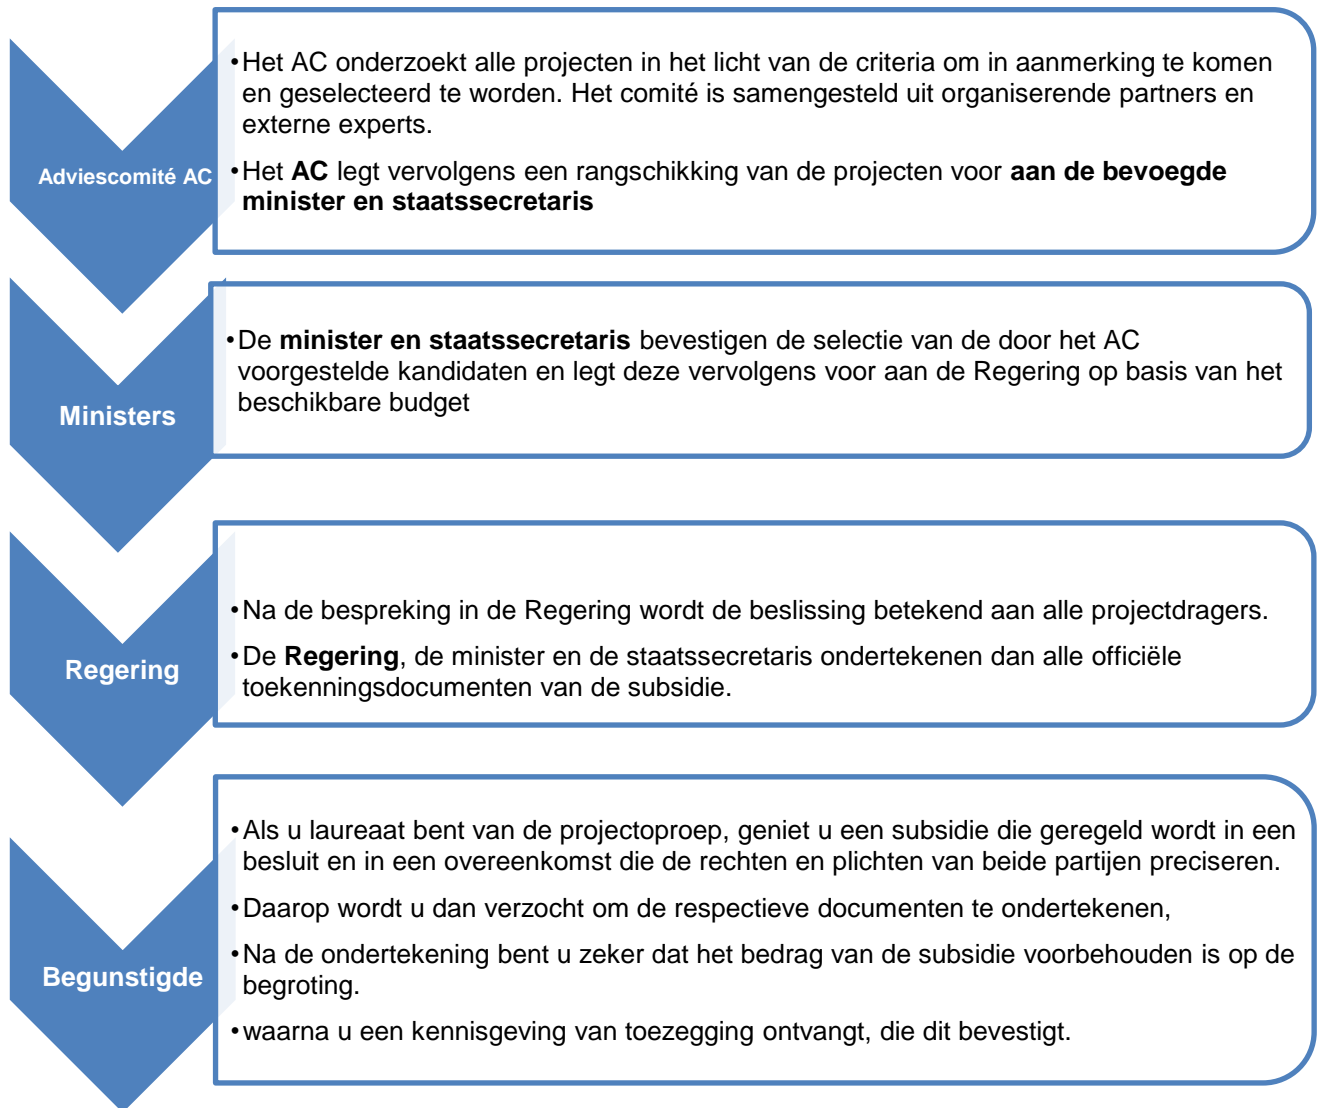 •Het AC onderzoekt alle projecten in het licht van de criteria om in aanmerking te komen
en geselecteerd te worden. Het comité is samengesteld uit organiserende partners en
externe experts.
Adviescomité AC
•Het AC legt vervolgens een rangschikking van de projecten voor aan de bevoegde
minister en staatssecretaris
Ministers
•De minister en staatssecretaris bevestigen de selectie van de door het AC
voorgestelde kandidaten en legt deze vervolgens voor aan de Regering op basis van het
beschikbare budget
Regering
•Na de bespreking in de Regering wordt de beslissing betekend aan alle projectdragers.
•De Regering, de minister en de staatssecretaris ondertekenen dan alle officiële
toekenningsdocumenten van de subsidie.
Begunstigde
•Als u laureaat bent van de projectoproep, geniet u een subsidie die geregeld wordt in een
besluit en in een overeenkomst die de rechten en plichten van beide partijen preciseren.
•Daarop wordt u dan verzocht om de respectieve documenten te ondertekenen,
•Na de ondertekening bent u zeker dat het bedrag van de subsidie voorbehouden is op de
begroting.
•waarna u een kennisgeving van toezegging ontvangt, die dit bevestigt.